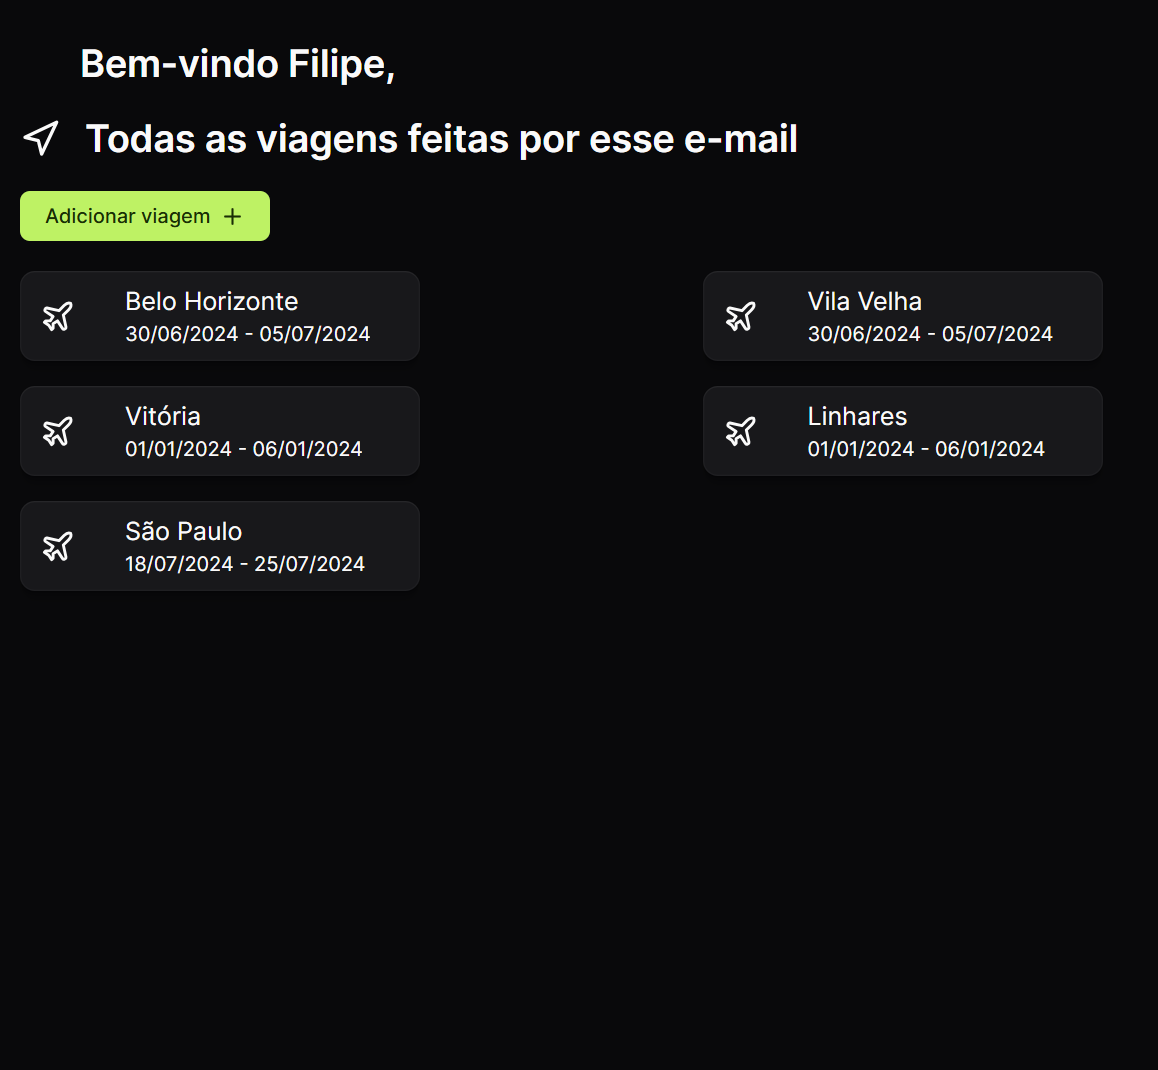 Bem-vindo Filipe,
Todas as viagens feitas por esse e-mail
Adicionar viagem
Belo Horizonte
30/06/2024 - 05/07/2024
Vila Velha
30/06/2024 - 05/07/2024
Vitória
01/01/2024 - 06/01/2024
Linhares
01/01/2024 - 06/01/2024
São Paulo
18/07/2024 - 25/07/2024